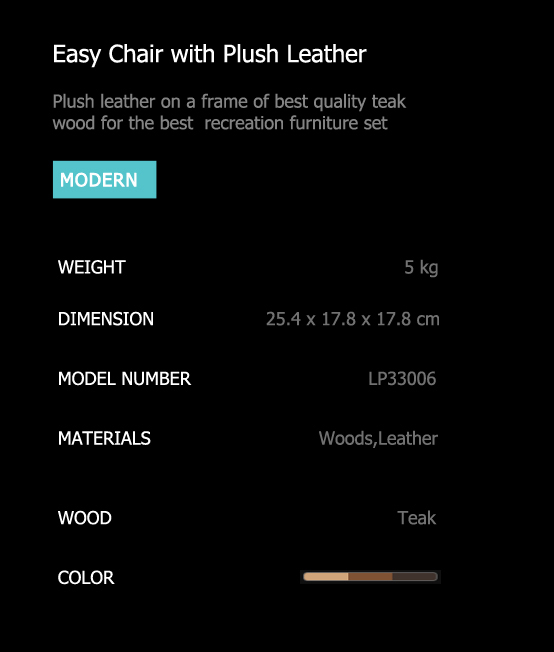 Easy Chair with Plush Leather
Plush leather on a frame of best quality teak
wood for the best  recreation furniture set
MODERN
WEIGHT 5 kg
DIMENSION 25.4 x 17.8 x 17.8 cm
MODEL NUMBER LP33006
MATERIALS Woods,Leather
WOOD Teak
COLOR